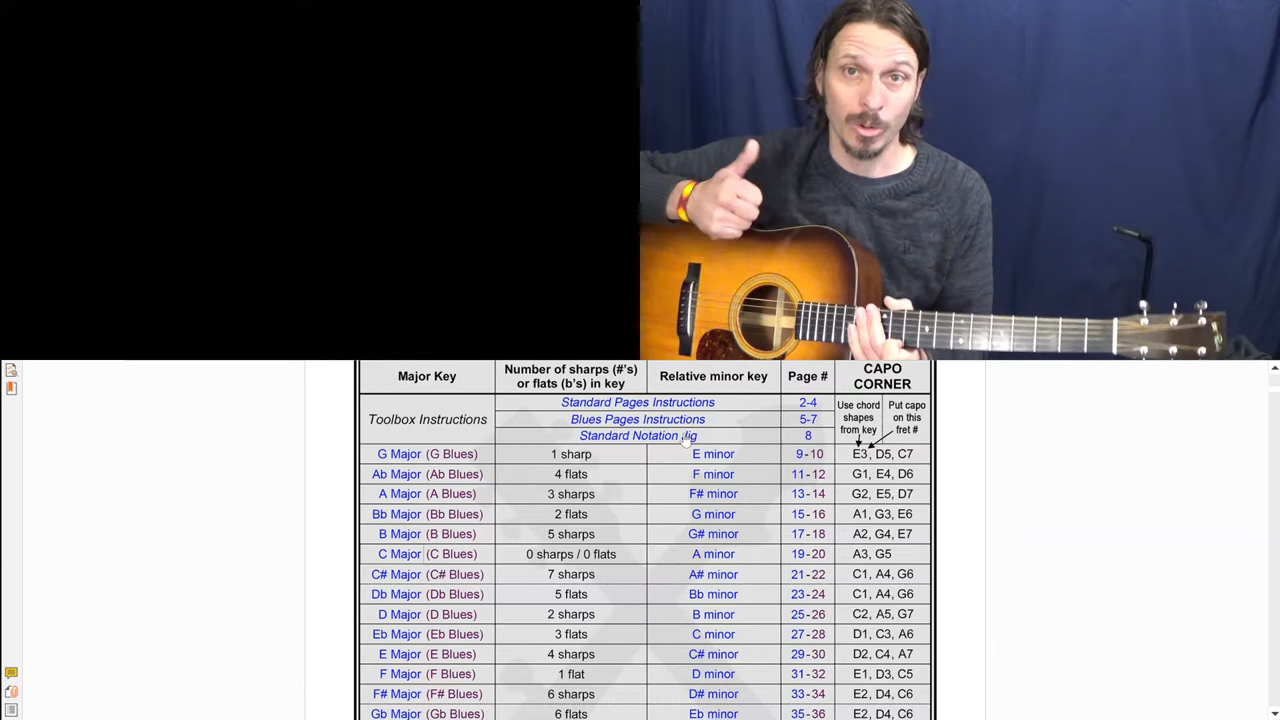 Major Key
Number of sharps (#'s)
or flats (b's) in key
Relative minor key
Page #
CAPO
CORNER
Toolbox Instructions
Standard Pages Instructions 2-4
Blues Pages Instructions 5-7
Standard Notation Jig 8
Use chord
shapes
from key
Put capo
on this
fret #
G Major (G Blues) 1 sharp E minor 9-10 E3, D5, C7
Ab Major (Ab Blues) 4 flats F minor 11-12 G1, E4, D6
A Major (A Blues) 3 sharps F# minor 13-14 G2, E5, D7
Bb Major (Bb Blues) 2 flats G minor 15-16 A1, G3, E6
B Major (B Blues) 5 sharps G# minor 17-18 A2, G4, E7
C Major (C Blues) 0 sharps / 0 flats A minor 19-20 A3, G5
C# Major (C# Blues) 7 sharps A# minor 21-22 C1, A4, G6
Db Major (Db Blues) 5 flats Bb minor 23-24 C1, A4, G6
D Major (D Blues) 2 sharps B minor 25-26 C2, A5, G7
Eb Major (Eb Blues) 3 flats C minor 27-28 D1, C3, A6
E Major (E Blues) 4 sharps C# minor 29-30 D2, C4, A7
F Major (F Blues) 1 flat D minor 31-32 E1, D3, C5
F# Major (F# Blues) 6 sharps D# minor 33-34 E2, D4, C6
Gb Major (Gb Blues) 6 flats Eb minor 35-36 E2, D4, C6